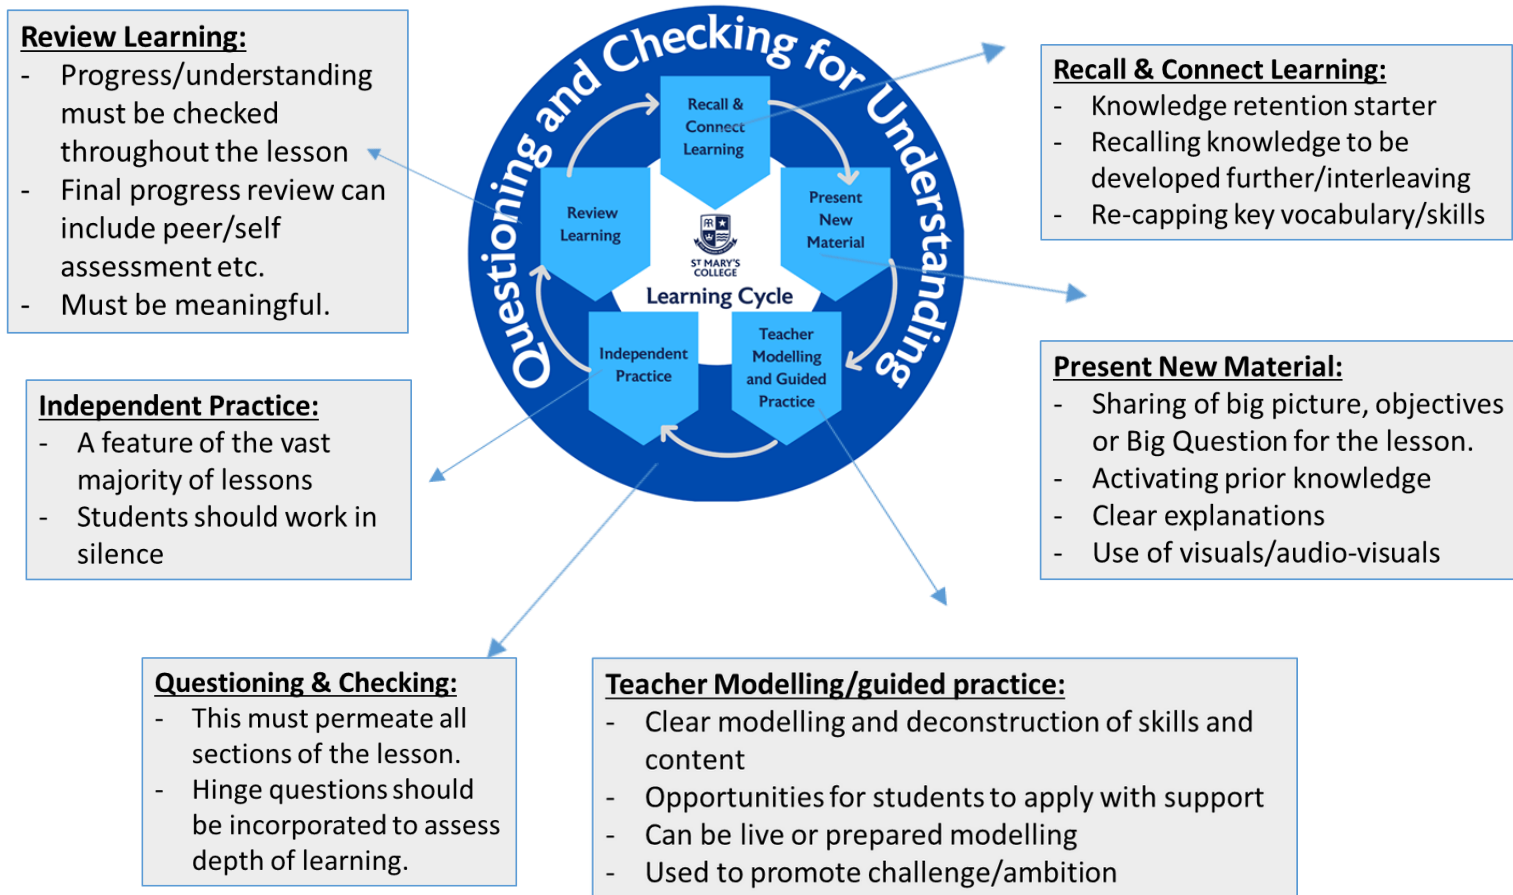 Review Learning:
- Progress/understanding
must be checked
throughout the lesson
- Final progress review can
include peer/self
assessment etc.
- Must be meaningful.
Independent Practice:
- A feature of the vast
majority of lessons
- Students should work in
silence
Questioning and Checking for Understanding
Recall &
Connect
Learning
Present
New
Material
Teacher
Modelling
and Guided
Practice
Independent
Practice
Review
Learning
ST MARY'S
COLLEGE
Learning Cycle
Recall & Connect Learning:
- Knowledge retention starter
- Recalling knowledge to be
developed further/interleaving
- Re-capping key vocabulary/skills
Present New Material:
- Sharing of big picture, objectives
or Big Question for the lesson.
- Activating prior knowledge
- Clear explanations
- Use of visuals/audio-visuals
Questioning & Checking:
- This must permeate all
sections of the lesson.
- Hinge questions should
be incorporated to assess
depth of learning.
Teacher Modelling/guided practice:
- Clear modelling and deconstruction of skills and
content
- Opportunities for students to apply with support
- Can be live or prepared modelling
- Used to promote challenge/ambition